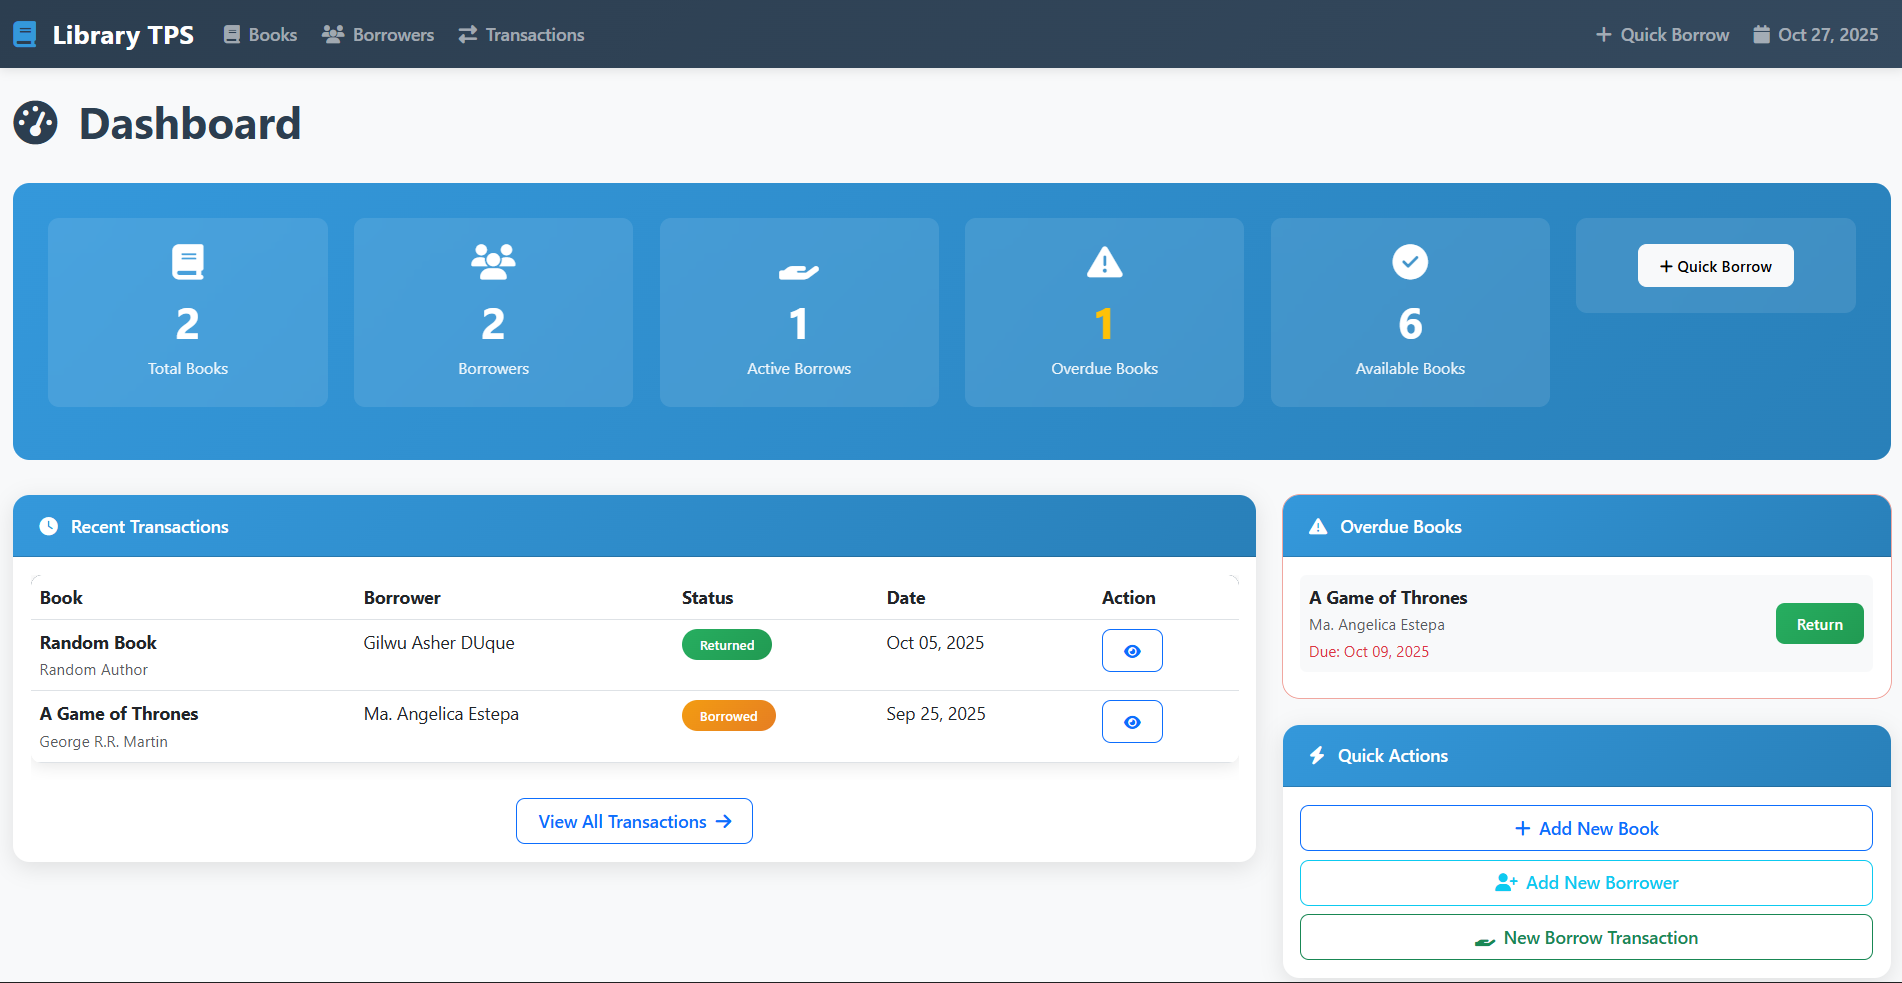 Library TPS Books Borrowers Transactions Quick Borrow Oct 27, 2025
Dashboard
2
Total Books
2
Borrowers
1
Active Borrows
1
Overdue Books
6
Available Books
Quick Borrow
Recent Transactions
Book Borrower Status Date Action
Random Book Gilwu Asher DUque Returned Oct 05, 2025
Random Author
A Game of Thrones Ma. Angelica Estepa Borrowed Sep 25, 2025
George R.R. Martin
View All Transactions
Overdue Books
A Game of Thrones
Ma. Angelica Estepa
Due: Oct 09, 2025
Return
Quick Actions
Add New Book
Add New Borrower
New Borrow Transaction